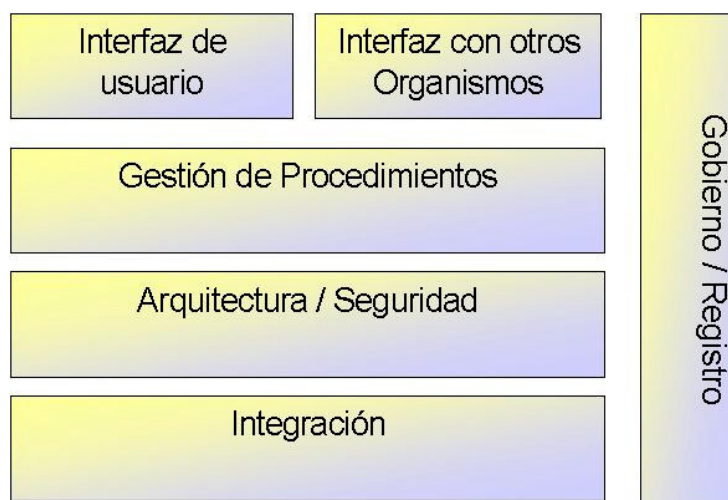 Interfaz de
usuario
Interfaz con otros
Organismos
Gestión de Procedimientos
Arquitectura / Seguridad
Integración
Gobierno / Registro